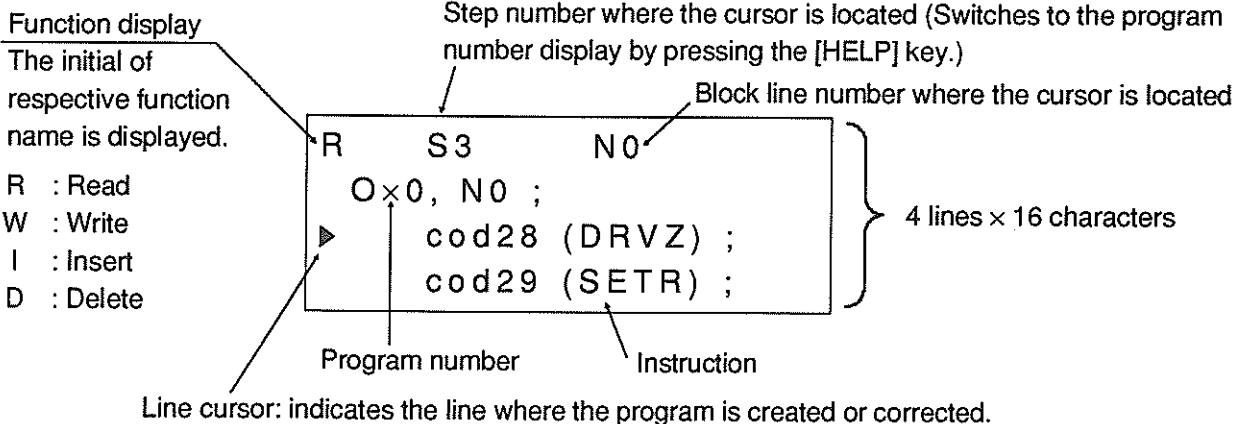 Function display
The initial of
respective function
name is displayed.
R : Read
W : Write
I : Insert
D : Delete
Step number where the cursor is located (Switches to the program
number display by pressing the [HELP] key.)
Block line number where the cursor is located
R S3 N0
O×0, N0 ;
cod28 (DRVZ) ;
cod29 (SETR) ;
4 lines × 16 characters
Program number
Instruction
Line cursor: indicates the line where the program is created or corrected.